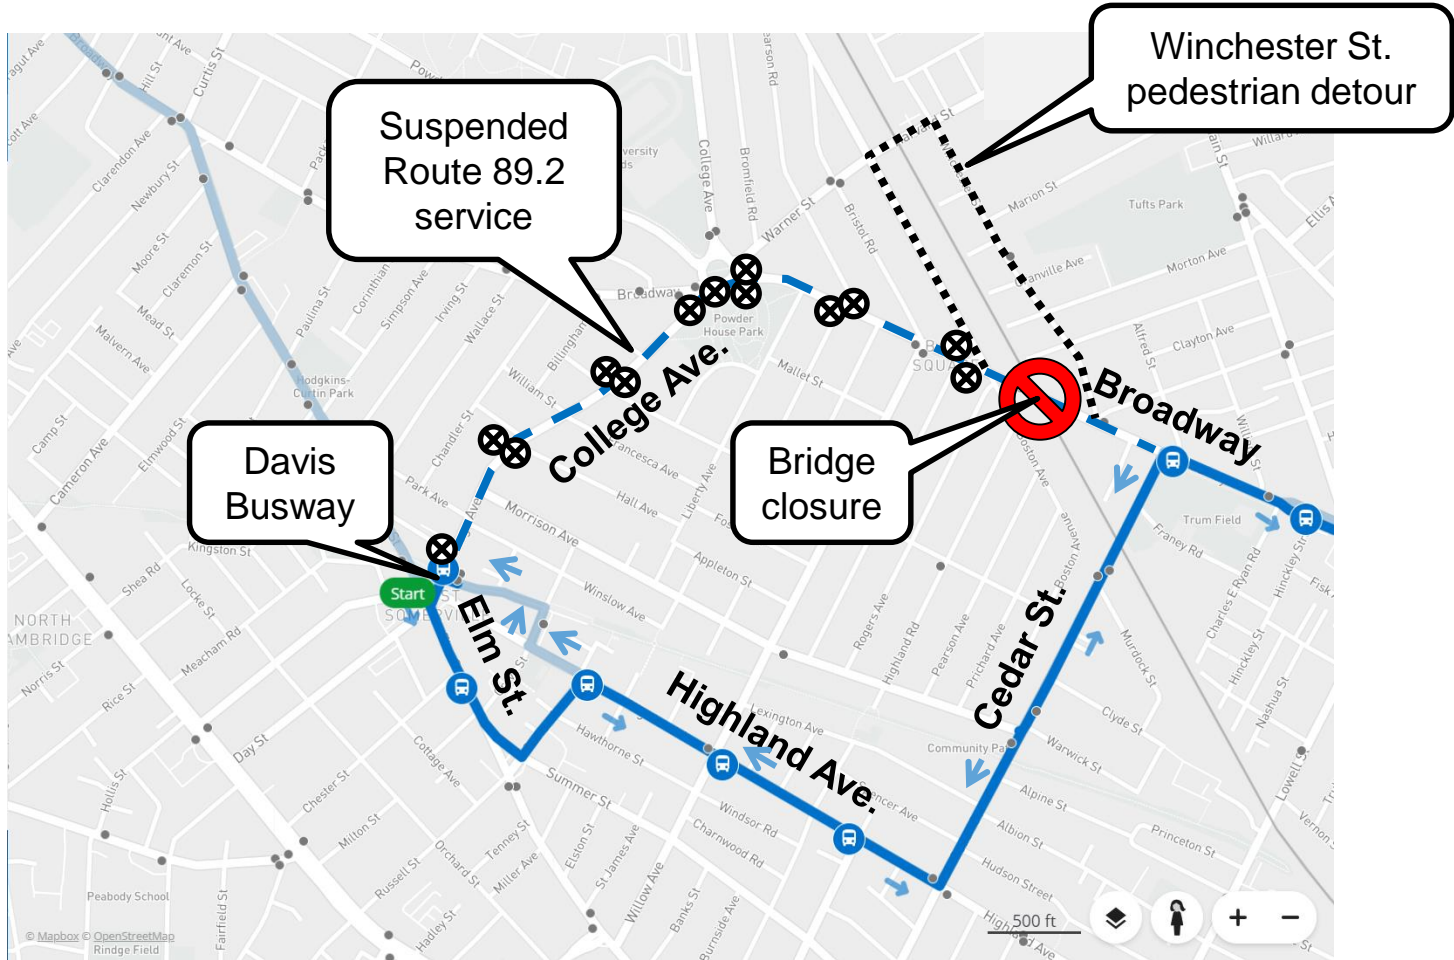 Winchester St.
pedestrian detour
Suspended
Route 89.2
service
Davis
Busway
Bridge
closure
College Ave.
Broadway
Elm St.
Highland Ave.
Cedar St.
Start
Curtis St
Hill St
Clarendon Ave
Newbury St
Moore St
Claremon St
Mead St
Malvern Ave
Paulina St
Corinthian
Simpson Ave
Irving St
Wallace St
Billingham
Broadway
College Ave
Bromfield Rd
Warner St
Bristol Rd
Powder
House Park
Mallet St
Marion St
Tufts Park
Morton Ave
Alfred St
Clayton Ave
Hodgkins-
Curtin Park
William St
Chandler St
Camp St
Cameron Ave
Elmwood St
Park Ave
Morrison Ave
Hall Ave
Liberty Ave
Appleton St
Winslow Ave
Kingston St
Shea Rd
Locke St
Meacham Rd
Norris St
Rice St
Day St
Rogers Ave
Highland Rd
Pearson Ave
Prichard Ave
Boston Avenue
Trum Field
Franey Rd
Charles E Ryan Rd
Hinckley St
Murdock St
Clyde St
Warwick St
Alpine St
Albion St
Princeton St
Hudson Street
Nashua St
Lowell S
Vernon
Lexington Ave
Hawthorne St
Cottage Ave
Summer St
Windsor Rd
Charnwood Rd
Chester St
Milton St
Hollis St
Russell St
Orchard St
Tenney St
Miller Ave
Elston St
St James Ave
Willow Ave
Banks St
Burnside Ave
Hadley St
Fairfield St
Peabody School
Rindge Field
© Mapbox © OpenStreetMap
500 ft